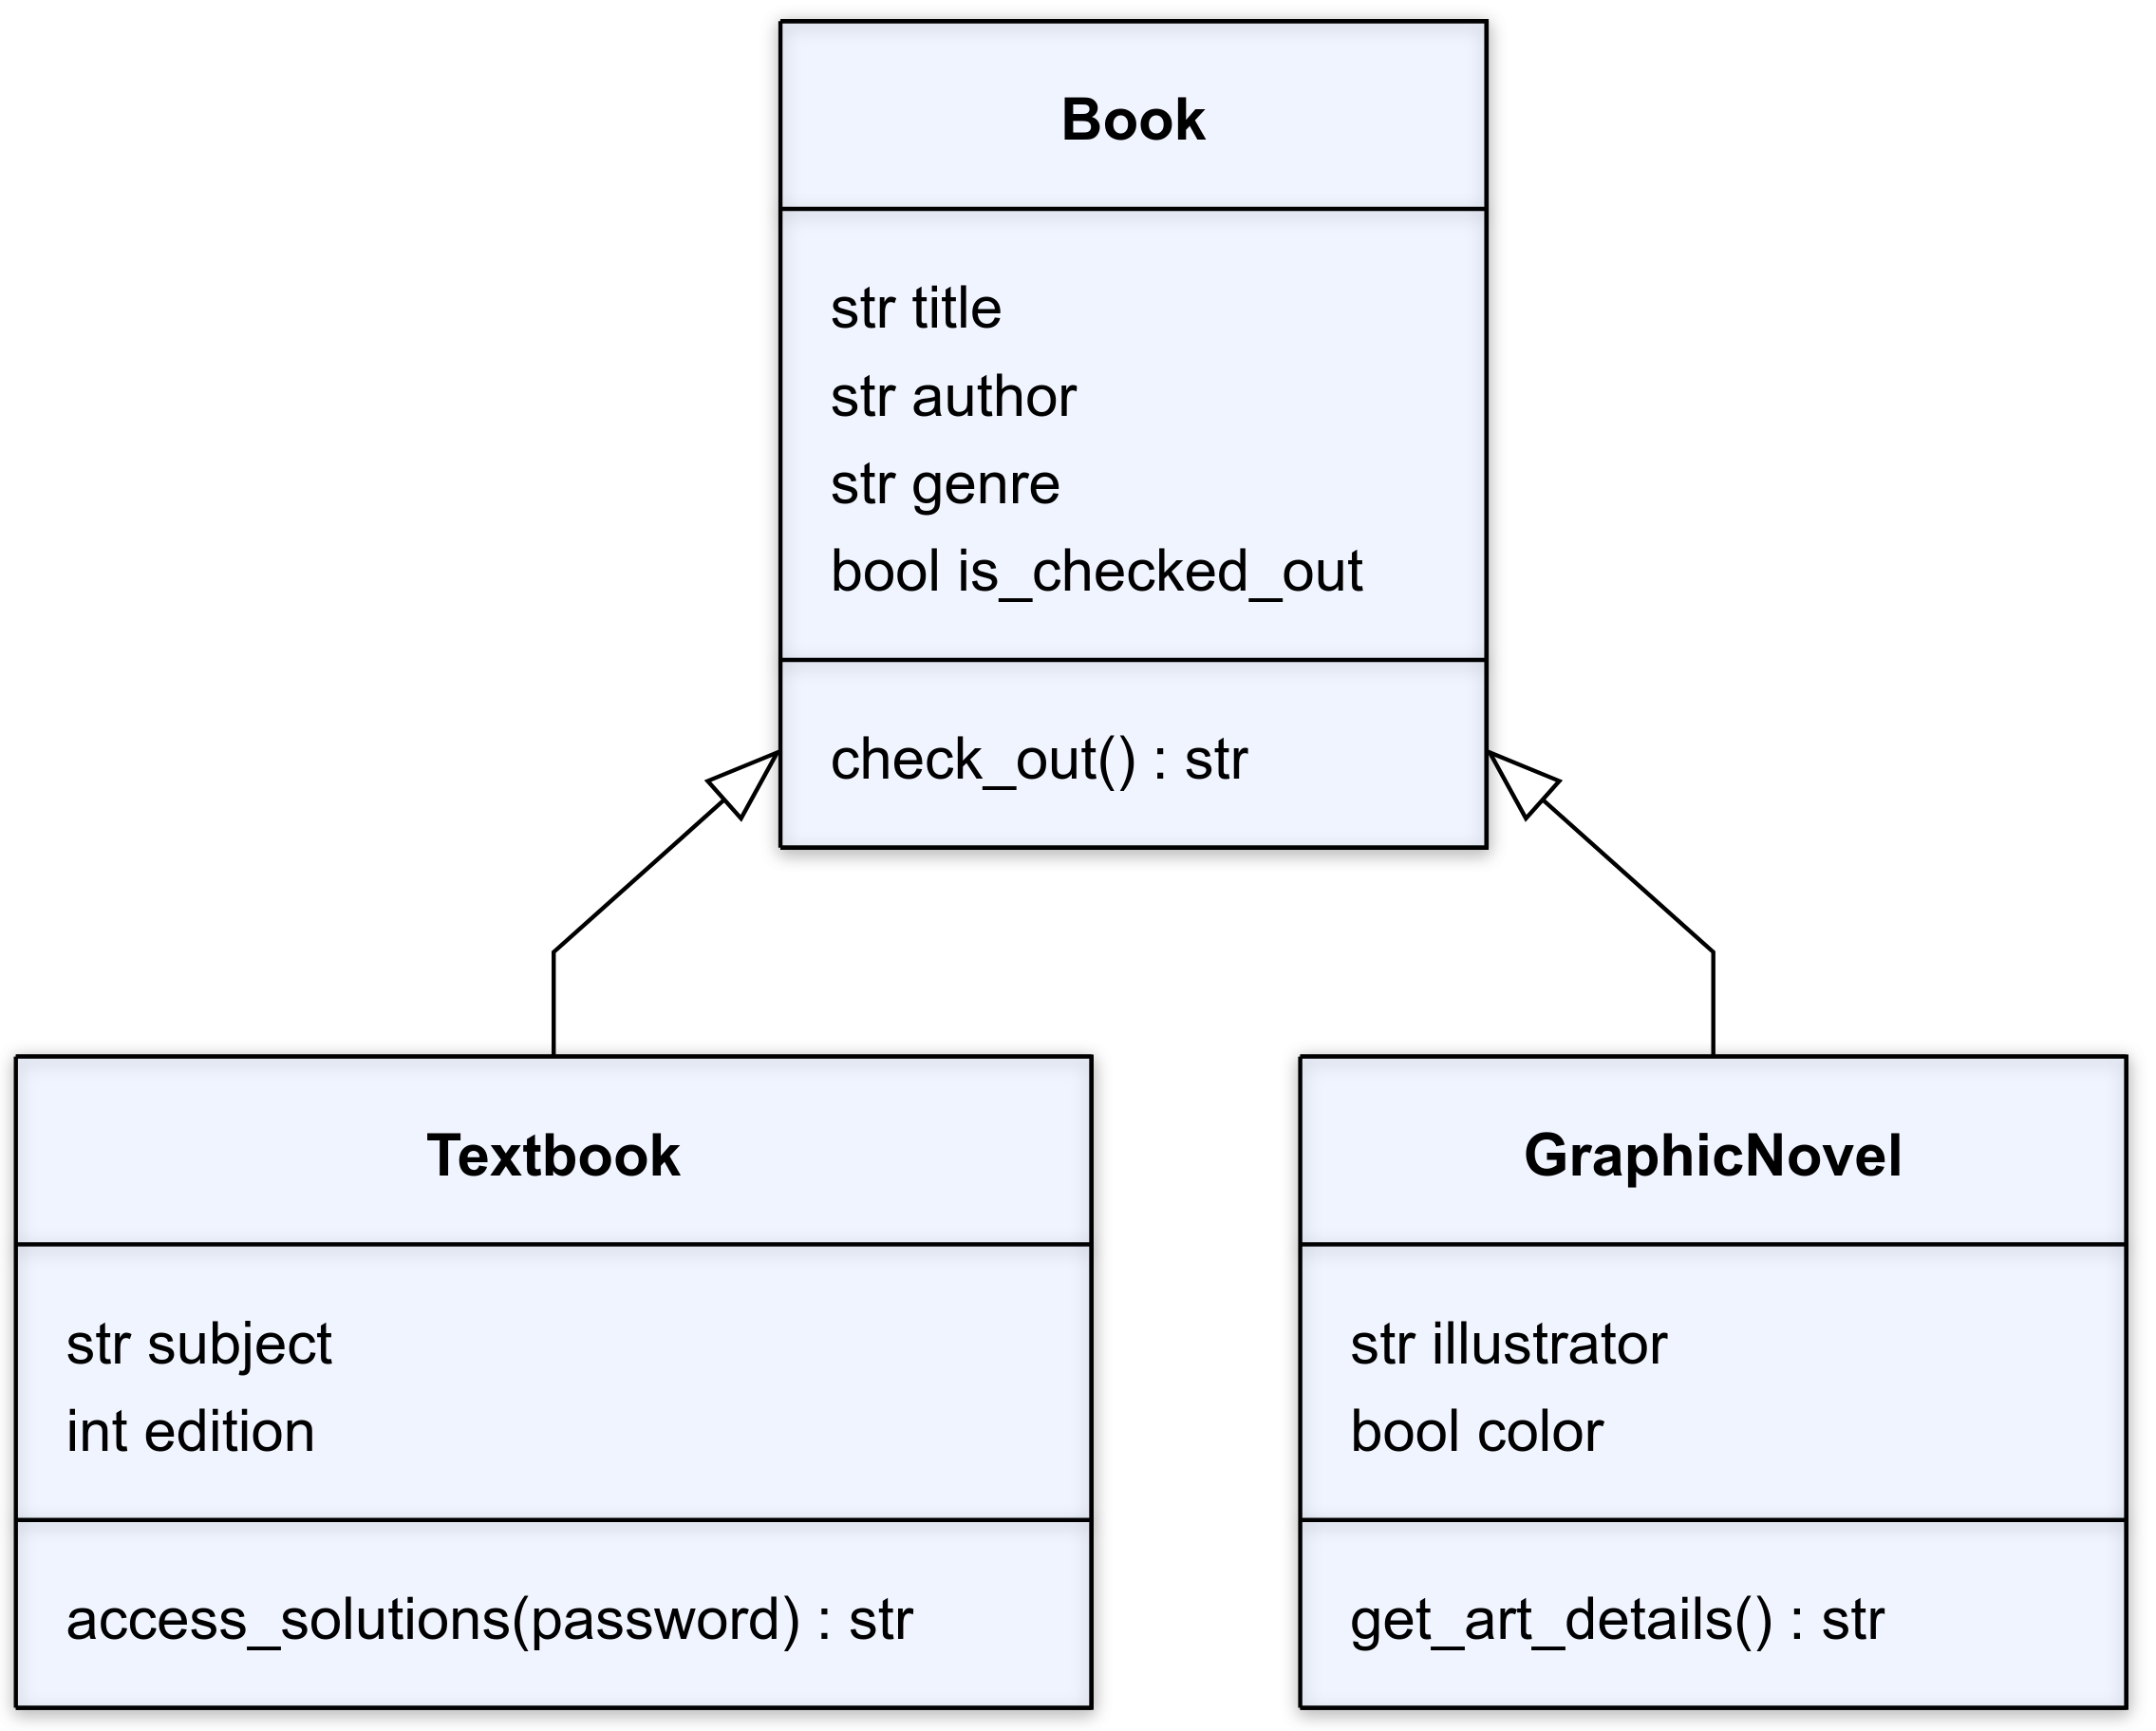 Book
str title
str author
str genre
bool is_checked_out
check_out() : str
Textbook
str subject
int edition
access_solutions(password) : str
GraphicNovel
str illustrator
bool color
get_art_details() : str